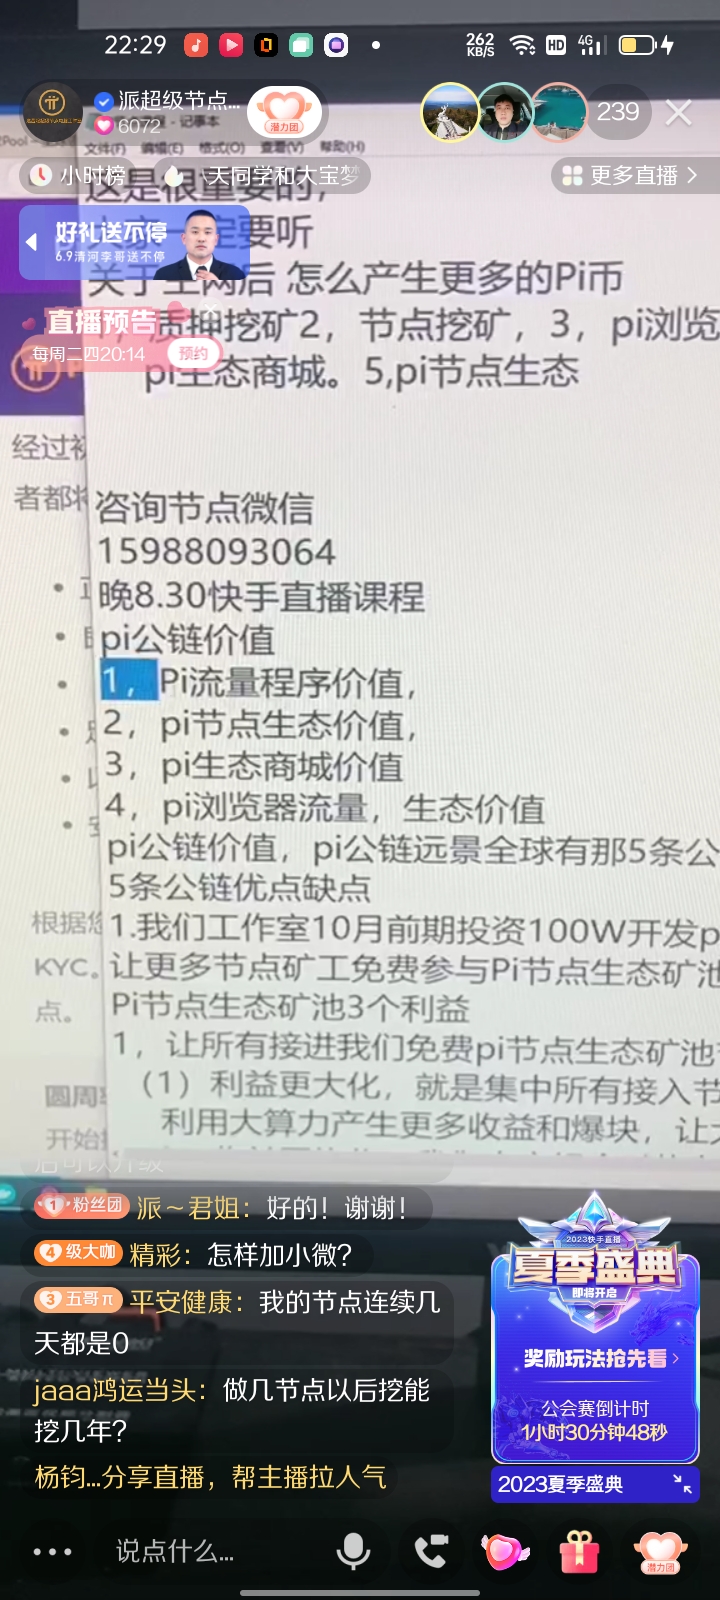 22:29
262
KB/S
HD
4G
派超级节点...
6072
潜力团
239
记事本
文件(F) 编辑(E) 格式(O) 查看(V) 帮助(H)
小时榜
天同学和大宝梦
更多直播
这是很重要的，
好礼送不停
6.9清河李哥送不停
一定要听
关于主网后 怎么产生更多的Pi币
直播预告
每周二四20:14
预约
质押挖矿2，节点挖矿，3，pi浏览
pi生态商城。5,pi节点生态
经过初
者都将
咨询节点微信
15988093064
晚8.30快手直播课程
pi公链价值
1，Pi流量程序价值，
2，pi节点生态价值，
3，pi生态商城价值
4，pi浏览器流量，生态价值
pi公链价值，pi公链远景全球有那5条公
5条公链优点缺点
根据您
1.我们工作室10月前期投资100W开发p
KYC。
让更多节点矿工免费参与Pi节点生态矿池
点。
Pi节点生态矿池3个利益
1，让所有接进我们免费pi节点生态矿池
（1）利益更大化，就是集中所有接入节
圆周率
利用大算力产生更多收益和爆块，让
开始
后可以升级
1 粉丝团 派～君姐：好的！谢谢！
4 级大咖 精彩：怎样加小微？
3 五哥π 平安健康：我的节点连续几
天都是0
jaaa鸿运当头：做几节点以后挖能
挖几年？
杨钧...分享直播，帮主播拉人气
2023快手直播
夏季盛典
即将开启
奖励玩法抢先看
公会赛倒计时
1小时30分钟48秒
2023夏季盛典
说点什么...
潜力团